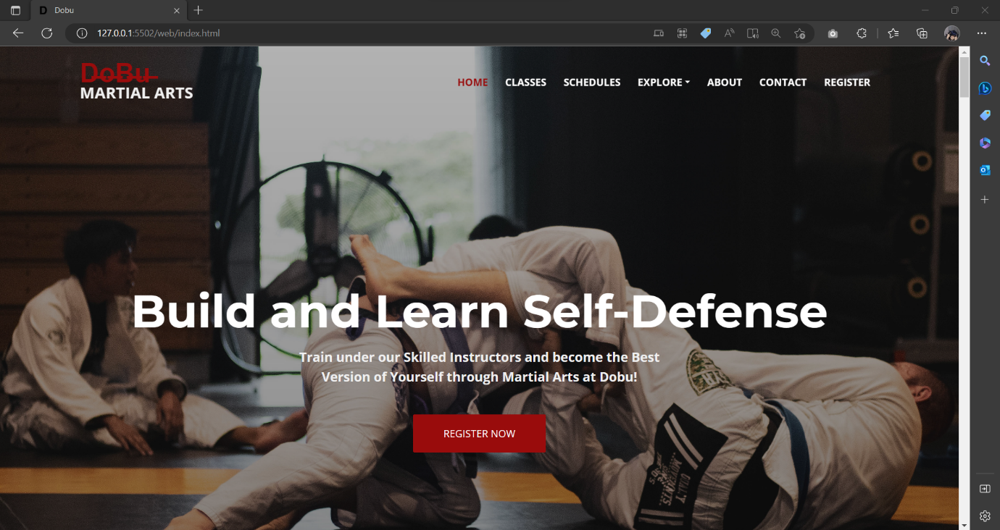 Dobu
127.0.0.1:5502/web/index.html
DoBu
MARTIAL ARTS
HOME CLASSES SCHEDULES EXPLORE ABOUT CONTACT REGISTER
Build and Learn Self-Defense
Train under our Skilled Instructors and become the Best
Version of Yourself through Martial Arts at Dobu!
REGISTER NOW